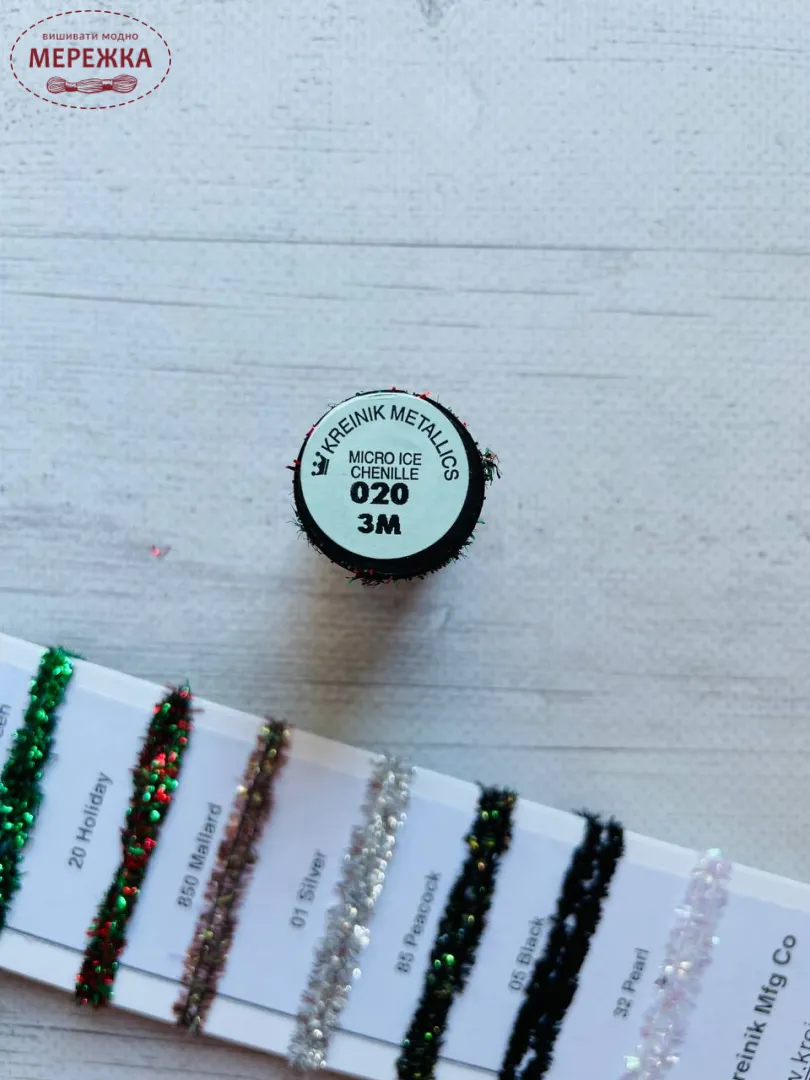 вишивати модно
МЕРЕЖКА
KREINIK METALLICS
MICRO ICE
CHENILLE
020
3M
20 Holiday
850 Mallard
01 Silver
85 Peacock
05 Black
32 Pearl
reinik Mfg Co